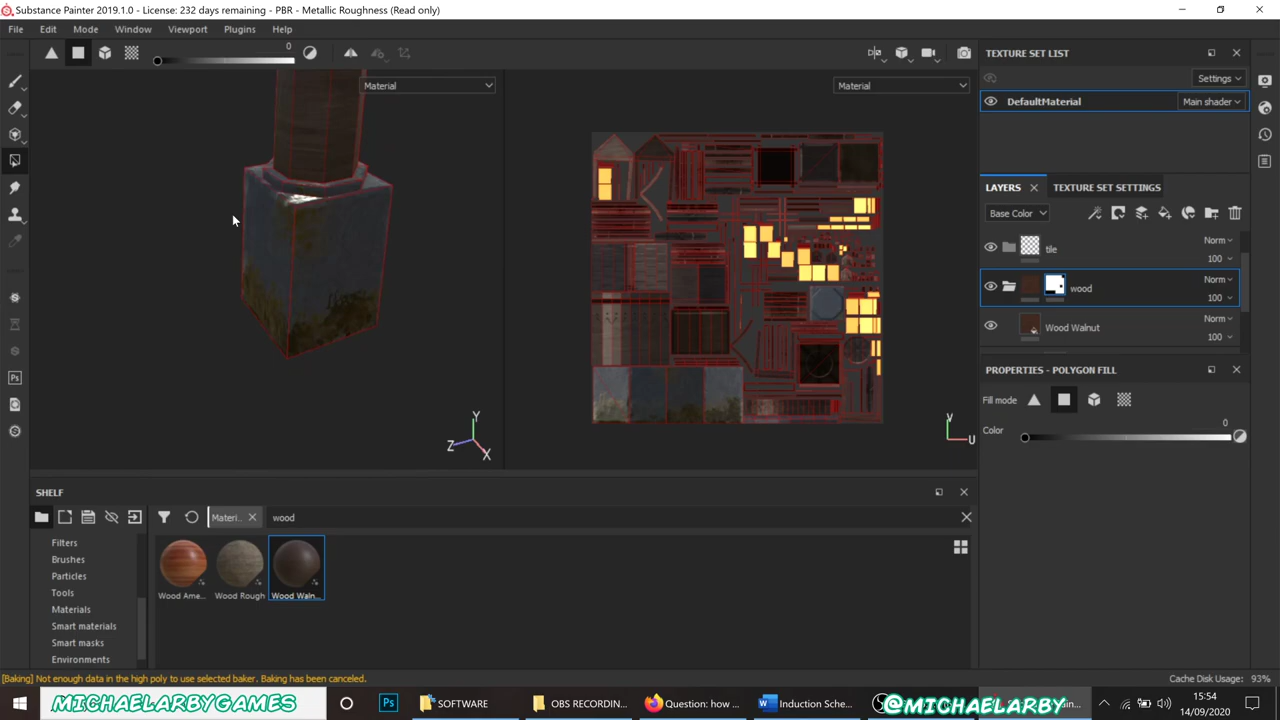 Substance Painter 2019.1.0 - License: 232 days remaining - PBR - Metallic Roughness (Read only)
File Edit Mode Window Viewport Plugins Help
0
Material
Material
TEXTURE SET LIST
Settings
DefaultMaterial Main shader
LAYERS TEXTURE SET SETTINGS
Base Color
tile Norm 100
wood Norm 100
Wood Walnut Norm 100
PROPERTIES - POLYGON FILL
Fill mode
Color 0
Y Z X
V U
SHELF
Materi... wood
Filters
Brushes
Particles
Tools
Materials
Smart materials
Smart masks
Environments
Wood Ame... Wood Rough Wood Waln...
[Baking] Not enough data in the high poly to use selected baker. Baking has been canceled.
Cache Disk Usage: 93%
MICHAELARBYGAMES
Ps
SOFTWARE
OBS RECORDIN...
Question: how ...
Induction Sche...
@MICHAELARBY
15:54
14/09/2020